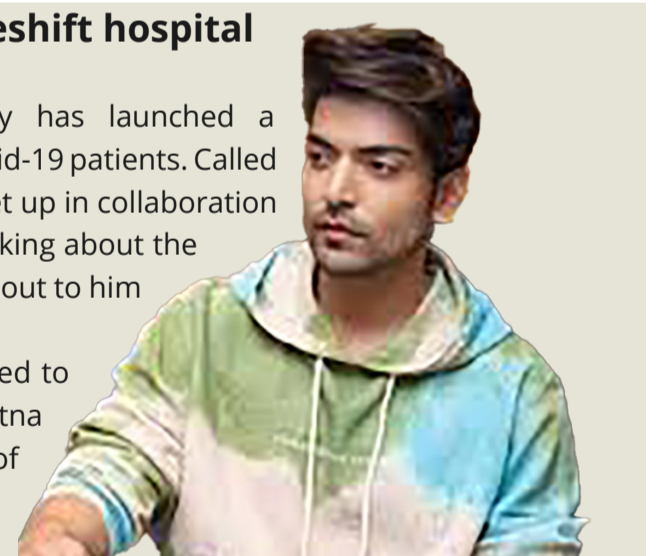 eshift hospital
y has launched a
id-19 patients. Called
et up in collaboration
king about the
out to him
ed to
tna
of